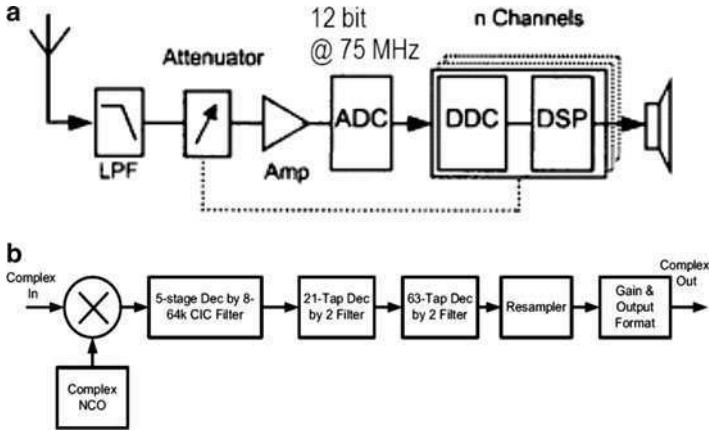 a
12 bit
@ 75 MHz
n Channels
Attenuator
LPF
Amp
ADC
DDC
DSP
b
Complex
In
Complex
NCO
5-stage Dec by 8-
64k CIC Filter
21-Tap Dec
by 2 Filter
63-Tap Dec
by 2 Filter
Resampler
Gain &
Output
Format
Complex
Out